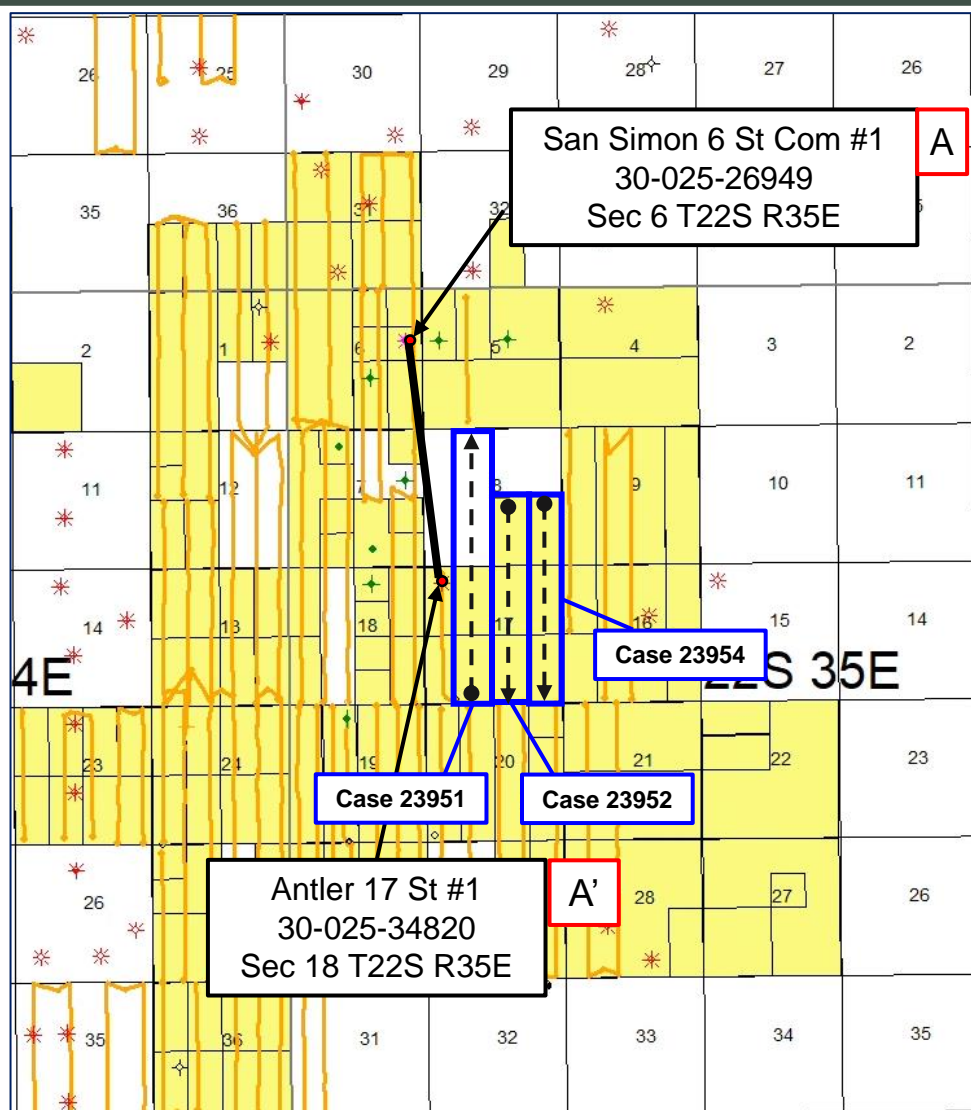 26 25 30 29 28 27 26
San Simon 6 St Com #1
30-025-26949
Sec 6 T22S R35E
A
35 36 31 32
2 1 6 5 4 3 2
11 12 7 8 9 10 11
14 13 18 17 16 15 14
Case 23954
4E
22S 35E
23 24 19 20 21 22 23
Case 23951
Case 23952
Antler 17 St #1
30-025-34820
Sec 18 T22S R35E
A’
26 28 27 26
35 36 31 32 33 34 35